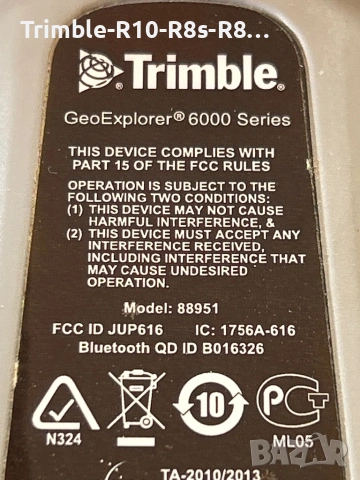 Trimble-R10-R8s-R8...
Trimble®
GeoExplorer® 6000 Series
THIS DEVICE COMPLIES WITH
PART 15 OF THE FCC RULES
OPERATION IS SUBJECT TO THE
FOLLOWING TWO CONDITIONS:
(1) THIS DEVICE MAY NOT CAUSE
HARMFUL INTERFERENCE, &
(2) THIS DEVICE MUST ACCEPT ANY
INTERFERENCE RECEIVED,
INCLUDING INTERFERENCE THAT
MAY CAUSE UNDESIRED
OPERATION.
Model: 88951
FCC ID JUP616 IC: 1756A-616
Bluetooth QD ID B016326
10
N324
ML05
TA-2010/2013
BAZAR.BG